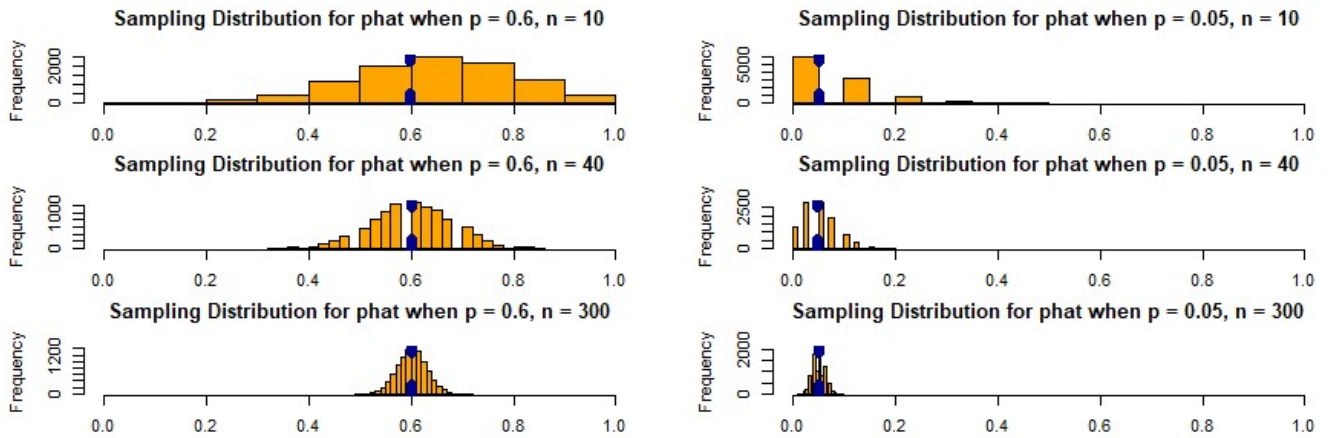 Sampling Distribution for phat when p = 0.6, n = 10
Frequency
0 2000
0.0 0.2 0.4 0.6 0.8 1.0
Sampling Distribution for phat when p = 0.05, n = 10
Frequency
0 5000
0.0 0.2 0.4 0.6 0.8 1.0
Sampling Distribution for phat when p = 0.6, n = 40
Frequency
0 1000
0.0 0.2 0.4 0.6 0.8 1.0
Sampling Distribution for phat when p = 0.05, n = 40
Frequency
0 2500
0.0 0.2 0.4 0.6 0.8 1.0
Sampling Distribution for phat when p = 0.6, n = 300
Frequency
0 1200
0.0 0.2 0.4 0.6 0.8 1.0
Sampling Distribution for phat when p = 0.05, n = 300
Frequency
0 2000
0.0 0.2 0.4 0.6 0.8 1.0